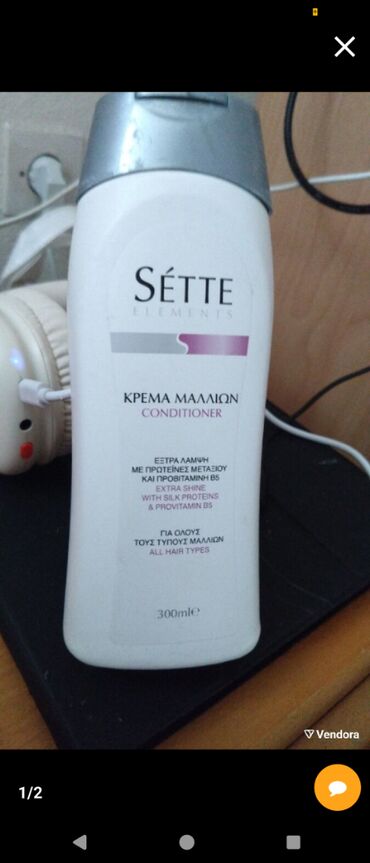 SÉTTE
ELEMENTS
ΚΡΕΜΑ ΜΑΛΛΙΩΝ
CONDITIONER
ΕΞΤΡΑ ΛΑΜΨΗ
ΜΕ ΠΡΩΤΕΪΝΕΣ ΜΕΤΑΞΙΟΥ
ΚΑΙ ΠΡΟΒΙΤΑΜΙΝΗ Β5
EXTRA SHINE
WITH SILK PROTEINS
& PROVITAMIN B5
ΓΙΑ ΟΛΟΥΣ
ΤΟΥΣ ΤΥΠΟΥΣ ΜΑΛΛΙΩΝ
ALL HAIR TYPES
300ml℮
Vendora
1/2